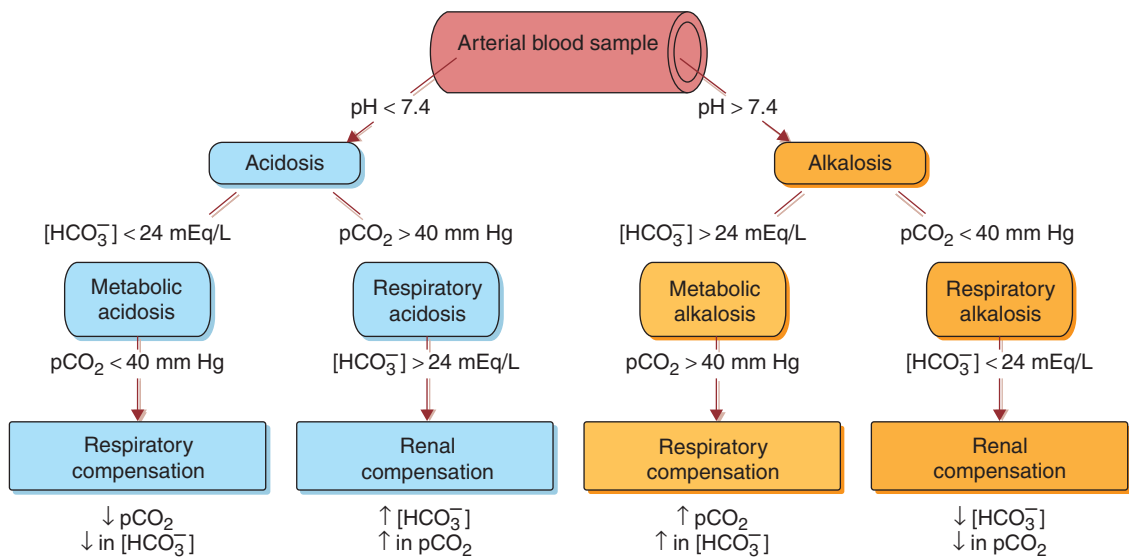 Arterial blood sample
pH < 7.4
pH > 7.4
Acidosis
Alkalosis
[HCO₃⁻] < 24 mEq/L
pCO₂ > 40 mm Hg
[HCO₃⁻] > 24 mEq/L
pCO₂ < 40 mm Hg
Metabolic
acidosis
Respiratory
acidosis
Metabolic
alkalosis
Respiratory
alkalosis
pCO₂ < 40 mm Hg
[HCO₃⁻] > 24 mEq/L
pCO₂ > 40 mm Hg
[HCO₃⁻] < 24 mEq/L
Respiratory
compensation
Renal
compensation
Respiratory
compensation
Renal
compensation
↓ pCO₂
↓ in [HCO₃⁻]
↑ [HCO₃⁻]
↑ in pCO₂
↑ pCO₂
↑ in [HCO₃⁻]
↓ [HCO₃⁻]
↓ in pCO₂